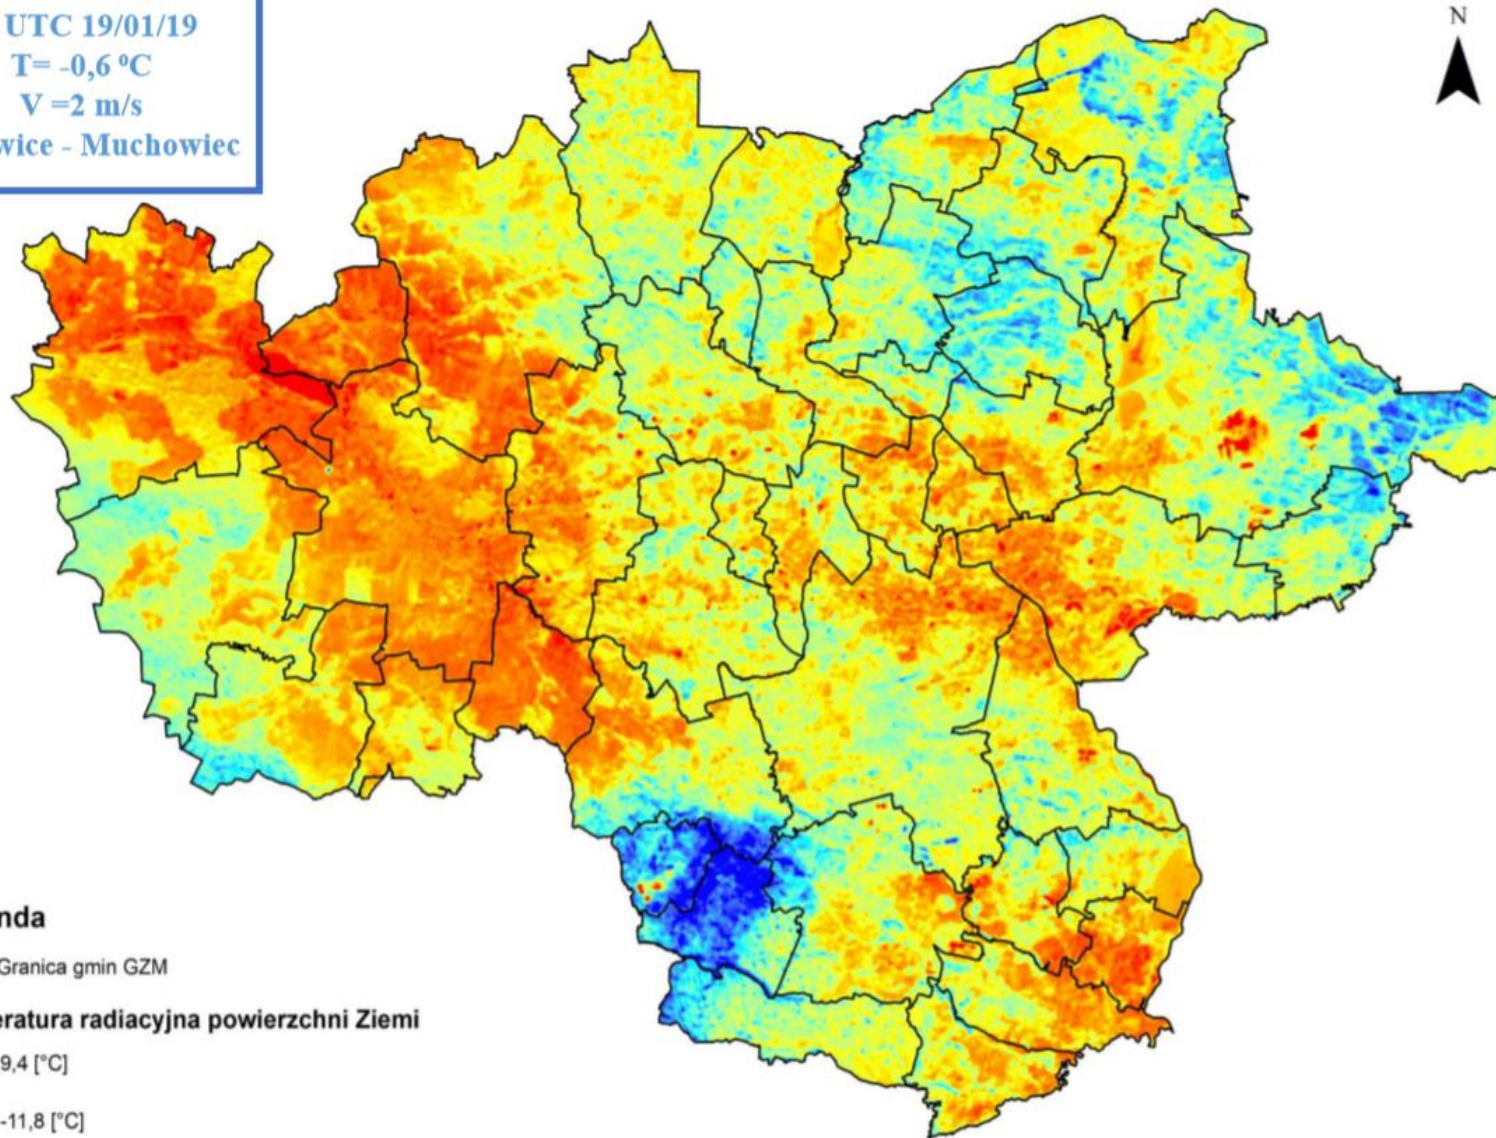 UTC 19/01/19
T= -0,6 ⁰C
V =2 m/s
wice - Muchowiec
N
nda
Granica gmin GZM
eratura radiacyjna powierzchni Ziemi
9,4 [°C]
-11,8 [°C]